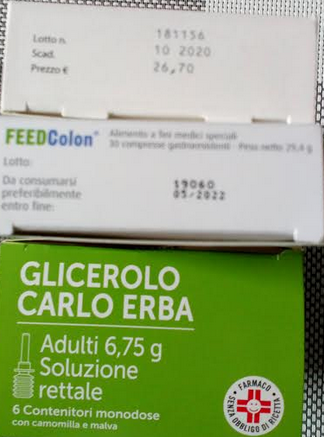 Lotto n. 181156
Scad. 10 2020
Prezzo € 26,70
FEEDColon® Alimento a fini medici speciali
30 compresse gastroresistenti - Peso netto 29,4 g
Lotto: 19060
Da consumarsi
preferibilmente 05/2022
entro fine:
GLICEROLO
CARLO ERBA
Adulti 6,75 g
Soluzione
rettale
6 Contenitori monodose
con camomilla e malva
FARMACO
SENZA OBBLIGO DI RICETTA